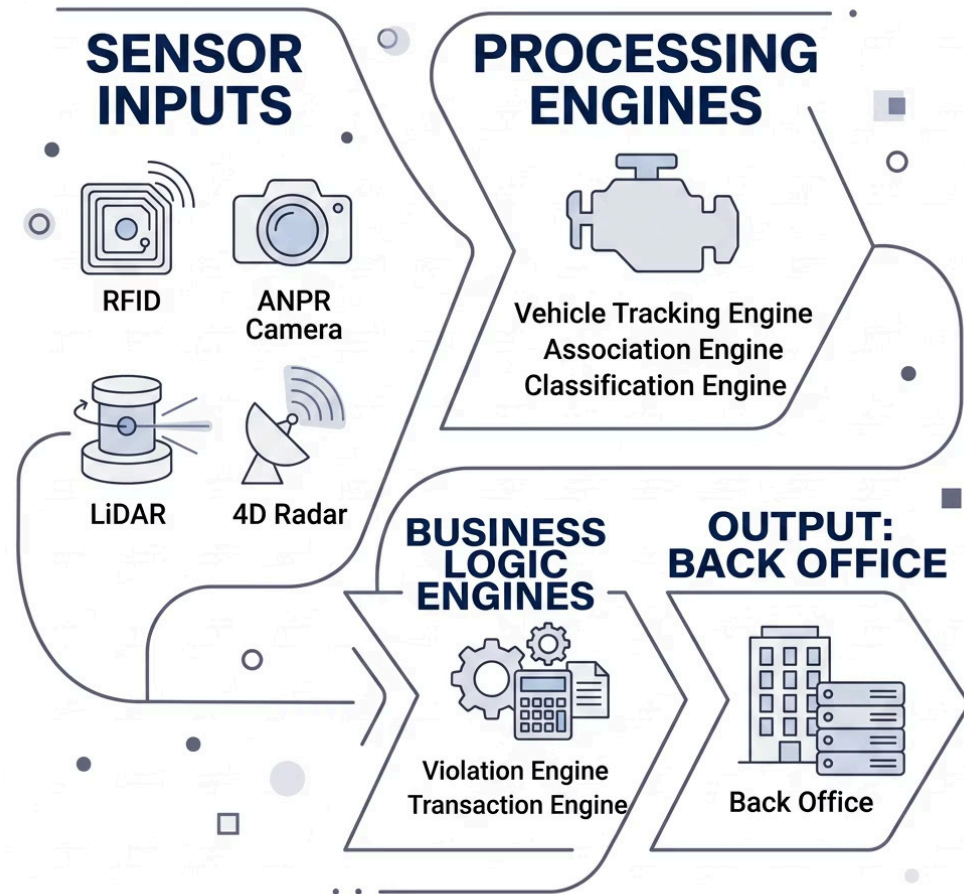 SENSOR
INPUTS
RFID
ANPR
Camera
LiDAR
4D Radar
PROCESSING
ENGINES
Vehicle Tracking Engine
Association Engine
Classification Engine
BUSINESS
LOGIC
ENGINES
Violation Engine
Transaction Engine
OUTPUT:
BACK OFFICE
Back Office